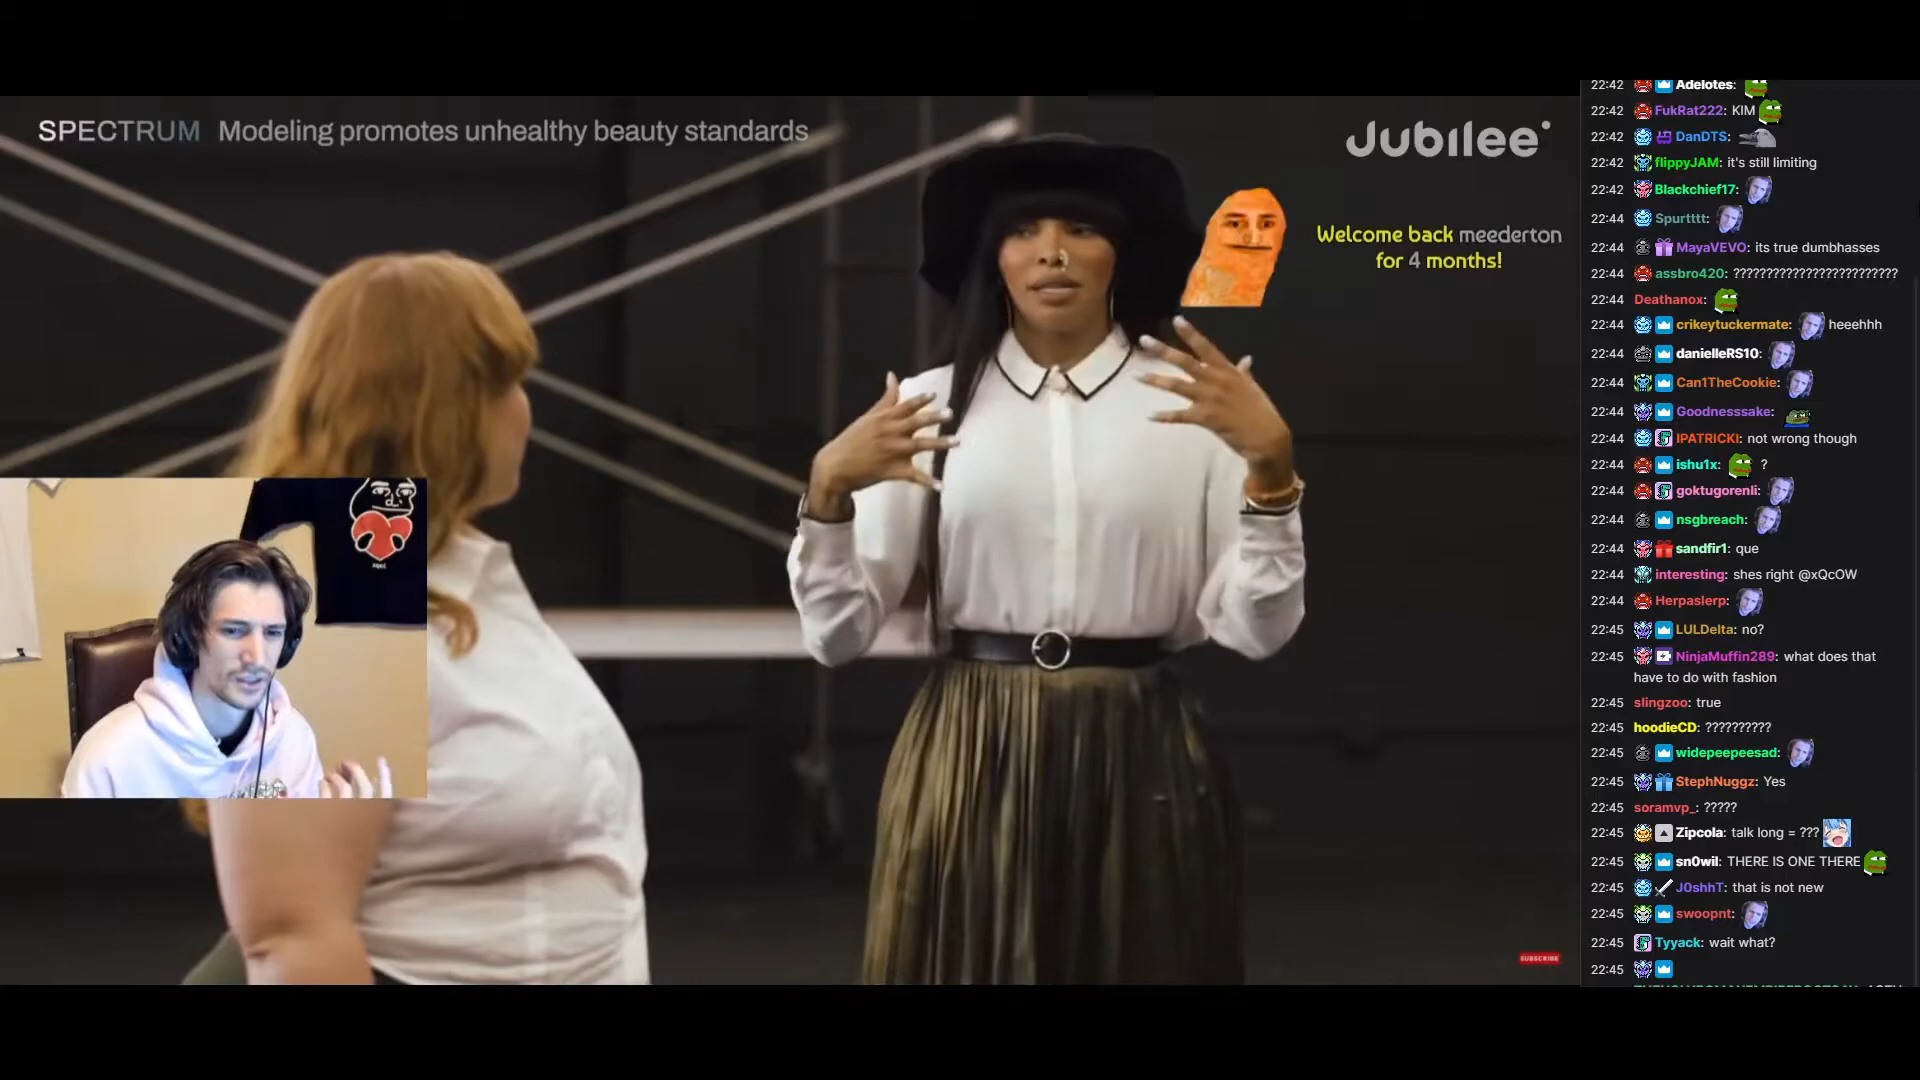 SPECTRUM Modeling promotes unhealthy beauty standards
Jubilee
Welcome back meederton
for 4 months!
SUBSCRIBE
xqcl
22:42 Adelotes:
22:42 FukRat222: KIM
22:42 DanDTS:
22:42 flippyJAM: it's still limiting
22:42 Blackchief17:
22:44 Spurtttt:
22:44 MayaVEVO: its true dumbhasses
22:44 assbro420: ?????????????????????????
22:44 Deathanox:
22:44 crikeytuckermate: heeehhh
22:44 danielleRS10:
22:44 Can1TheCookie:
22:44 Goodnesssake:
22:44 IPATRICKI: not wrong though
22:44 ishu1x: ?
22:44 goktugorenli:
22:44 nsgbreach:
22:44 sandfir1: que
22:44 interesting: shes right @xQcOW
22:44 Herpaslerp:
22:45 LULDelta: no?
22:45 NinjaMuffin289: what does that
have to do with fashion
22:45 slingzoo: true
22:45 hoodieCD: ??????????
22:45 widepeepeesad:
22:45 StephNuggz: Yes
22:45 soramvp_: ?????
22:45 Zipcola: talk long = ???
22:45 sn0wil: THERE IS ONE THERE
22:45 J0shhT: that is not new
22:45 swoopnt:
22:45 Tyyack: wait what?
22:45